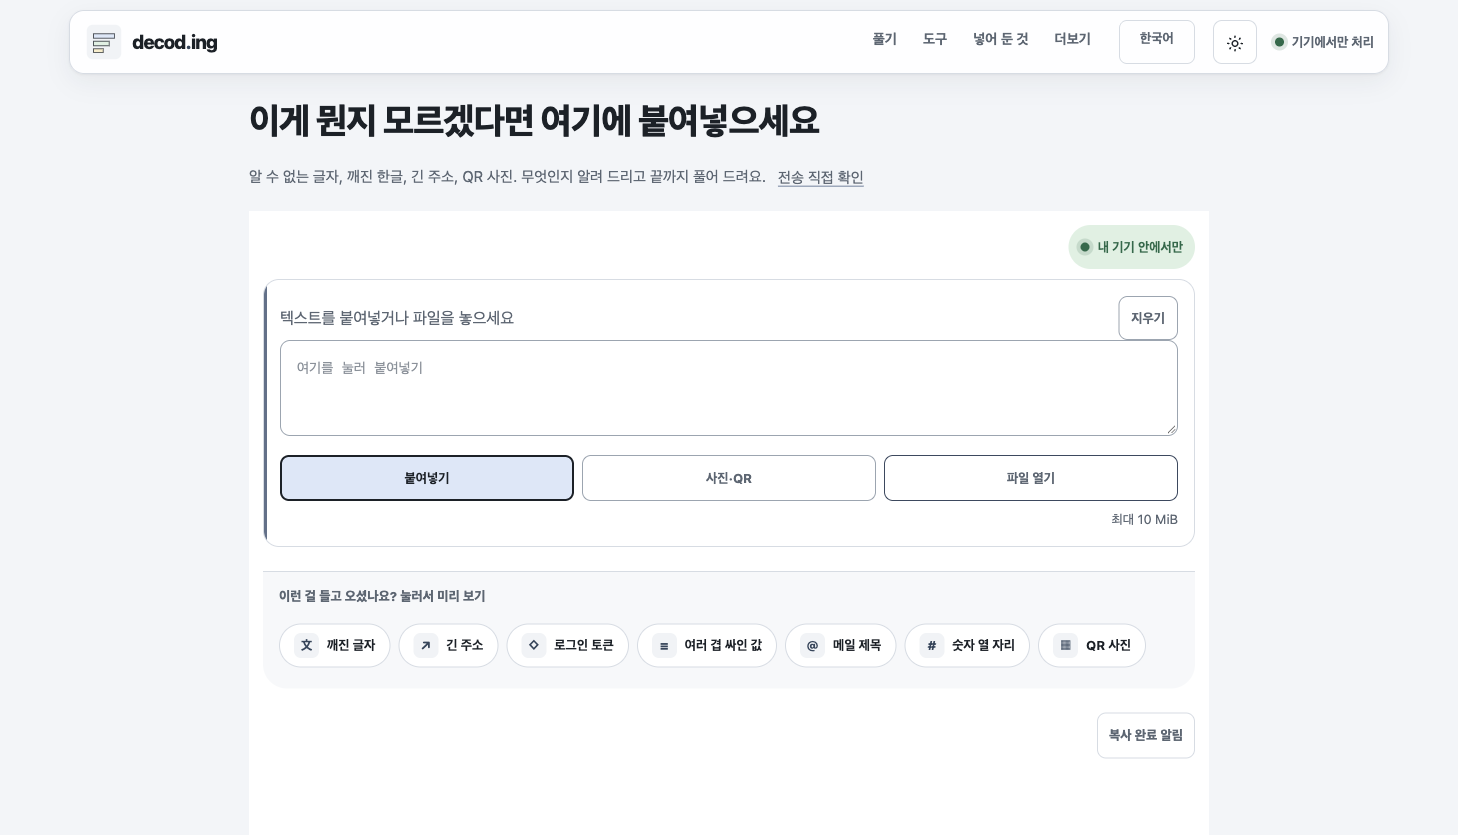 decod.ing
풀기
도구
넣어 둔 것
더보기
한국어
기기에서만 처리
이게 뭔지 모르겠다면 여기에 붙여넣으세요
알 수 없는 글자, 깨진 한글, 긴 주소, QR 사진. 무엇인지 알려 드리고 끝까지 풀어 드려요. 전송 직접 확인
내 기기 안에서만
텍스트를 붙여넣거나 파일을 놓으세요
지우기
여기를 눌러 붙여넣기
붙여넣기
사진·QR
파일 열기
최대 10 MiB
이런 걸 들고 오셨나요? 눌러서 미리 보기
文 깨진 글자
긴 주소
로그인 토큰
여러 겹 싸인 값
@ 메일 제목
# 숫자 열 자리
QR 사진
복사 완료 알림